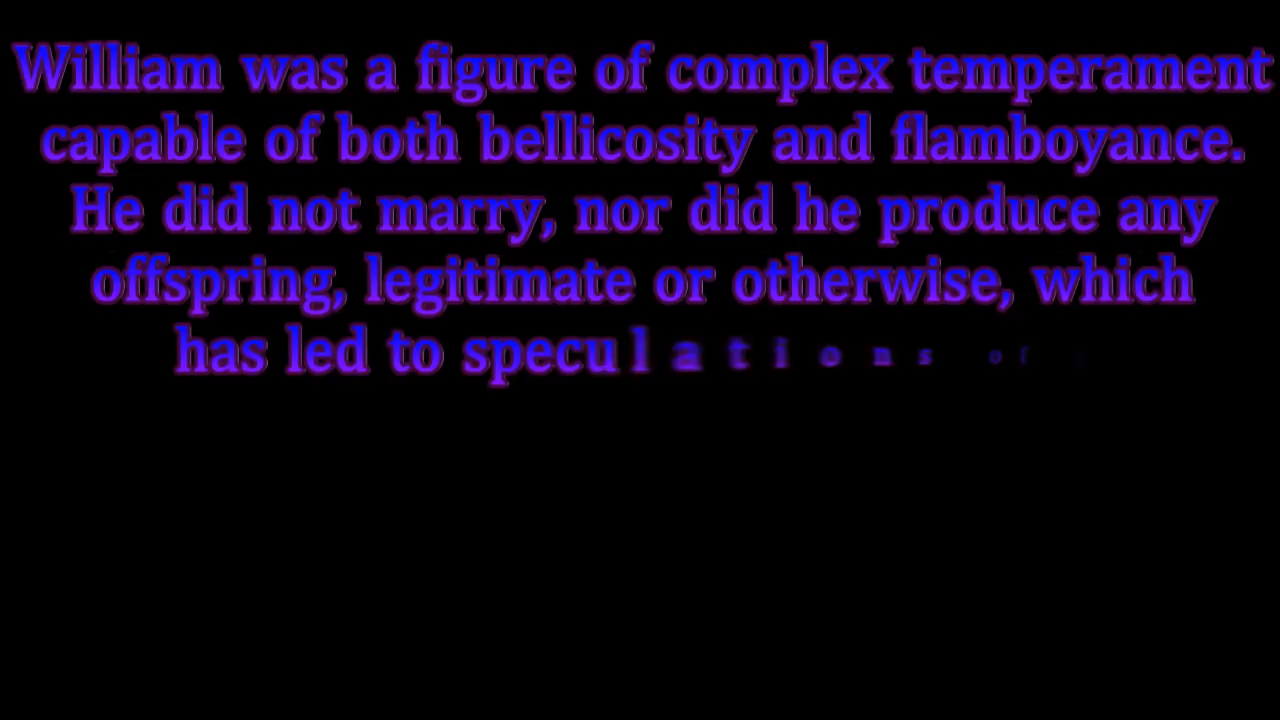 William was a figure of complex temperament
capable of both bellicosity and flamboyance.
He did not marry, nor did he produce any
offspring, legitimate or otherwise, which
has led to speculations of